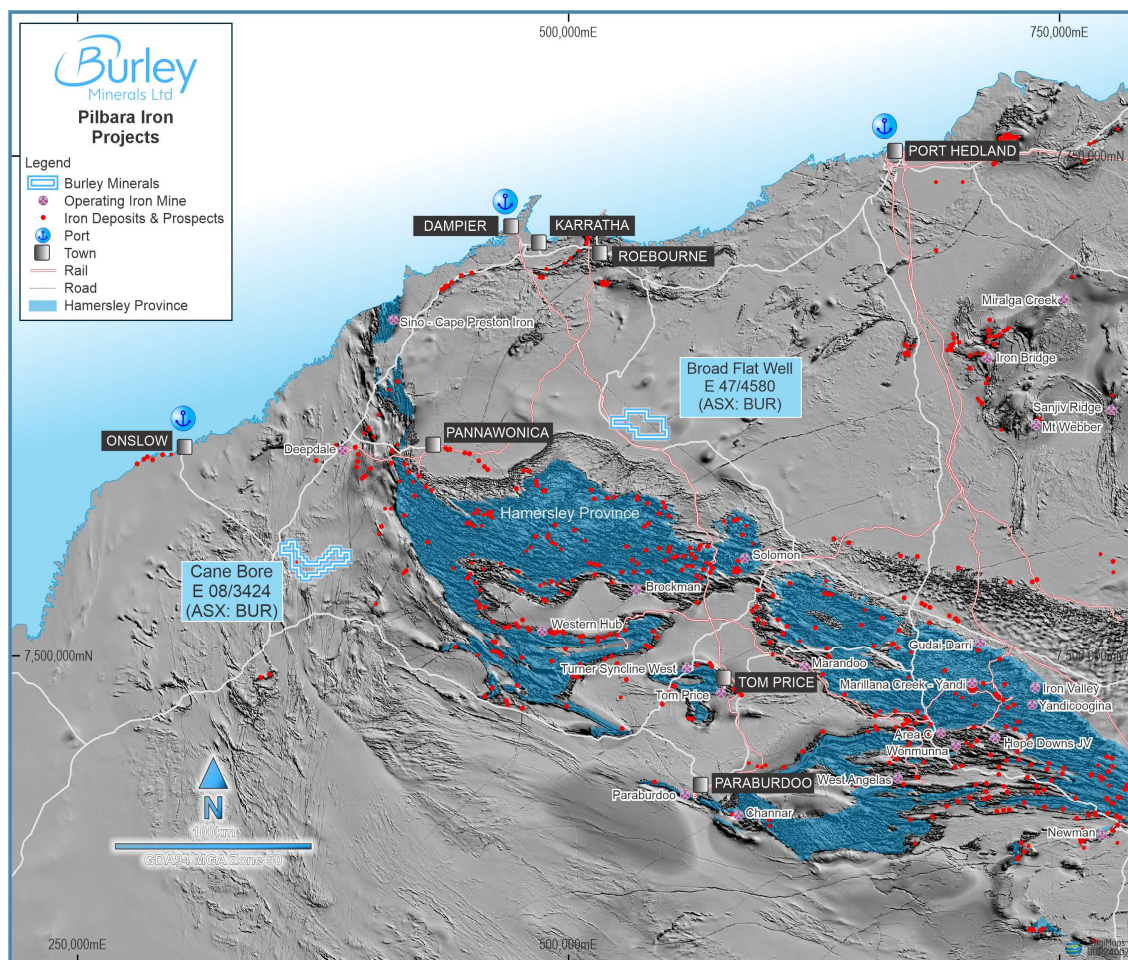 500,000mE
750,000mE
Burley
Minerals Ltd
Pilbara Iron
Projects
Legend
Burley Minerals
Operating Iron Mine
Iron Deposits & Prospects
Port
Town
Rail
Road
Hamersley Province
PORT HEDLAND
DAMPIER
KARRATHA
ROEBOURNE
Miralga Creek
Sino - Cape Preston Iron
Iron Bridge
Broad Flat Well
E 47/4580
(ASX: BUR)
Sanjiv Ridge
Mt Webber
ONSLOW
PANNAWONICA
Deepdale
Hamersley Province
Solomon
Cane Bore
E 08/3424
(ASX: BUR)
Brockman
Western Hub
Gudai-Darri
7,500,000mN
Turner Syncline West
Marandoo
TOM PRICE
Marillana Creek - Yandi
Iron Valley
Tom Price
Yandicoogina
Area C
Hope Downs JV
Wonmunna
West Angelas
PARABURDOO
Paraburdoo
Channar
N
100km
GDA94 MGA Zone 50
Newman
250,000mE
500,000mE
DigiMaps